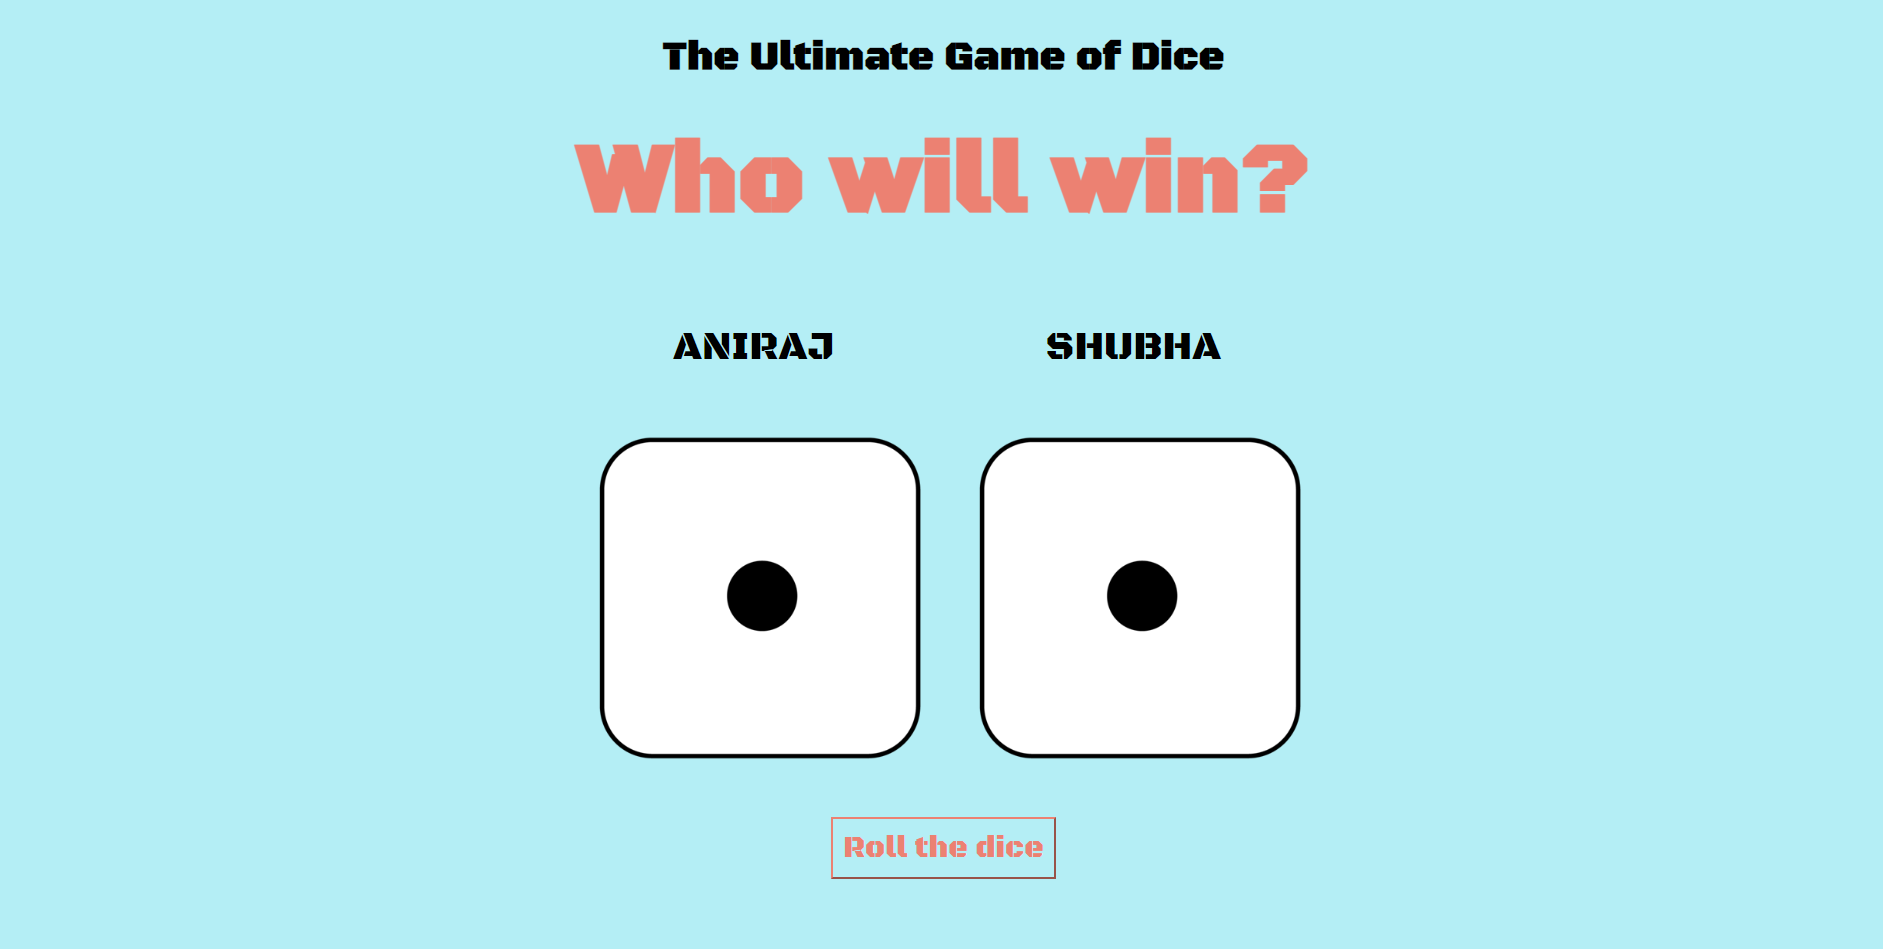 The Ultimate Game of Dice
Who will win?
ANIRAJ
SHUBHA
Roll the dice